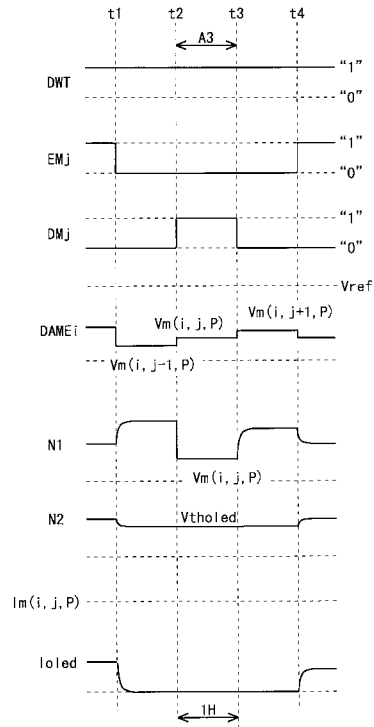 t1 t2 t3 t4
A3
DWT “1”
“0”
EMj “1”
“0”
DMj “1”
“0”
Vref
DAMEi Vm(i, j, P) Vm(i, j+1, P)
Vm(i, j-1, P)
N1
Vm(i, j, P)
N2 Vtholed
Im(i, j, P)
Ioled
1H